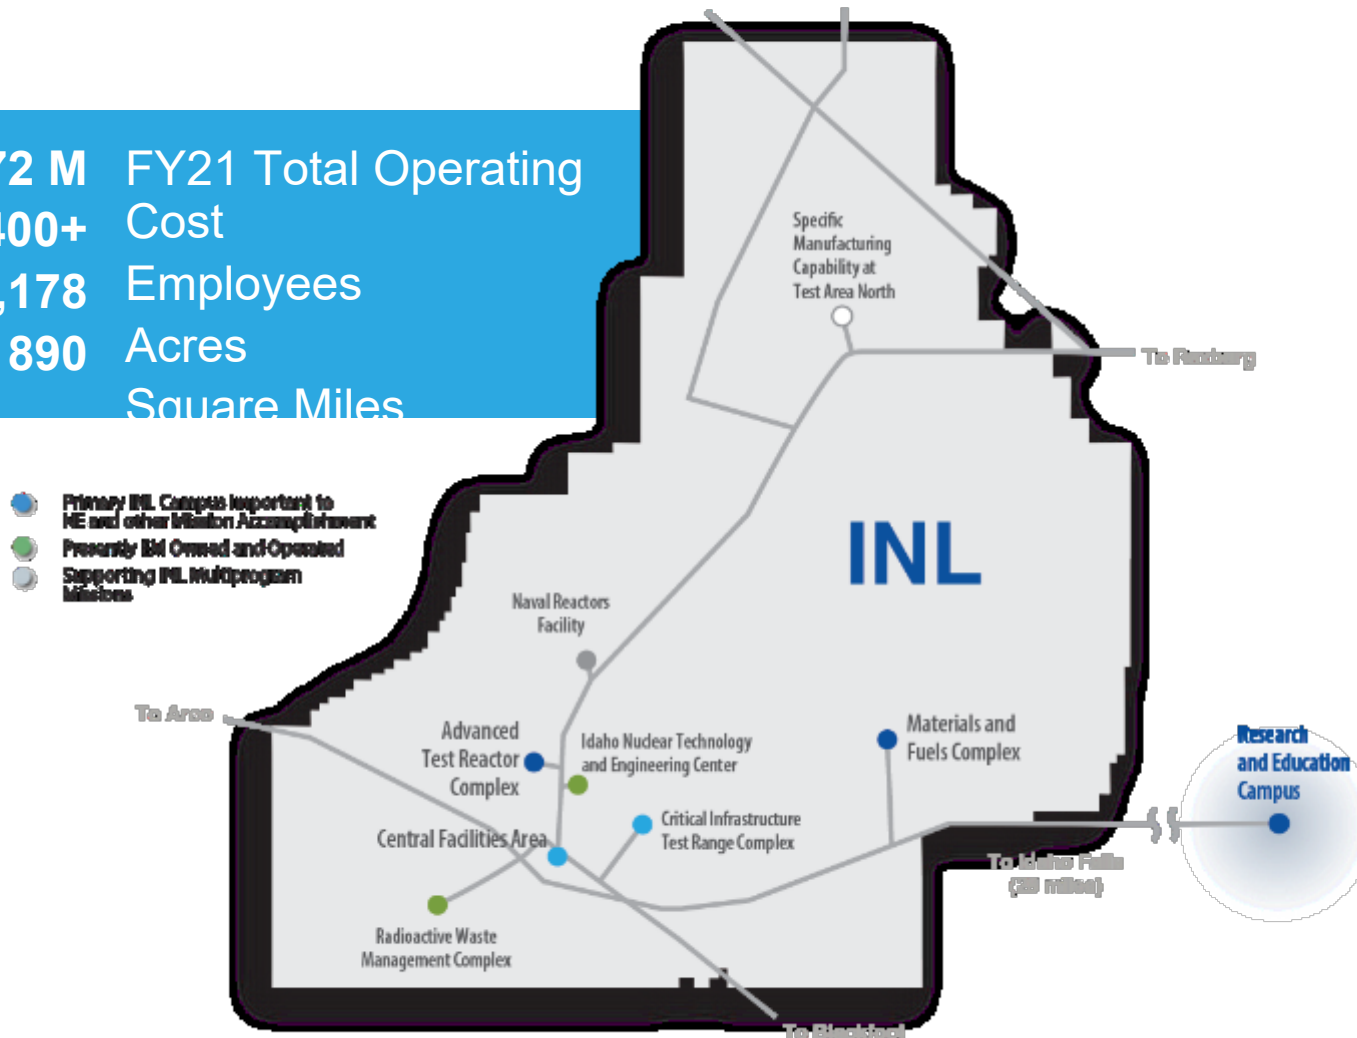 72 M FY21 Total Operating
400+ Cost
,178 Employees
890 Acres
Square Miles
Specific
Manufacturing
Capability at
Test Area North
To Rexburg
Primary INL Campus Important to
NE and other Mission Accomplishment
Presently EM Owned and Operated
Supporting INL Multiprogram
Missions
INL
Naval Reactors
Facility
To Arco
Advanced
Test Reactor
Complex
Idaho Nuclear Technology
and Engineering Center
Materials and
Fuels Complex
Research
and Education
Campus
Central Facilities Area
Critical Infrastructure
Test Range Complex
To Idaho Falls
(25 miles)
Radioactive Waste
Management Complex
To Blackfoot